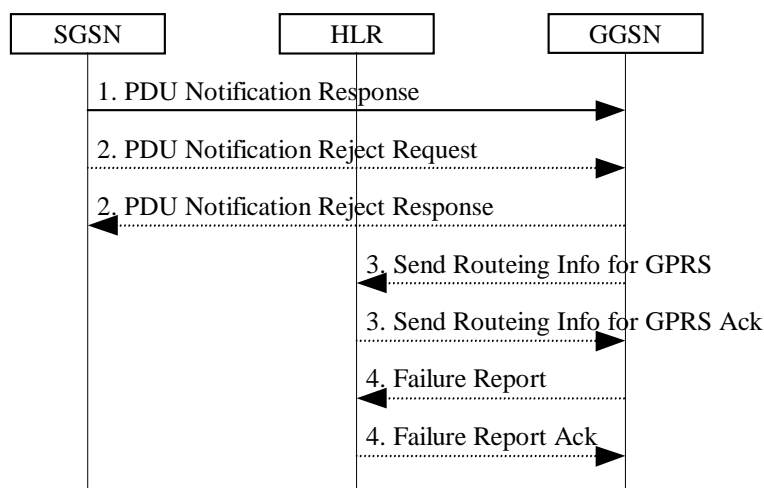 SGSN
HLR
GGSN
1. PDU Notification Response
2. PDU Notification Reject Request
2. PDU Notification Reject Response
3. Send Routeing Info for GPRS
3. Send Routeing Info for GPRS Ack
4. Failure Report
4. Failure Report Ack